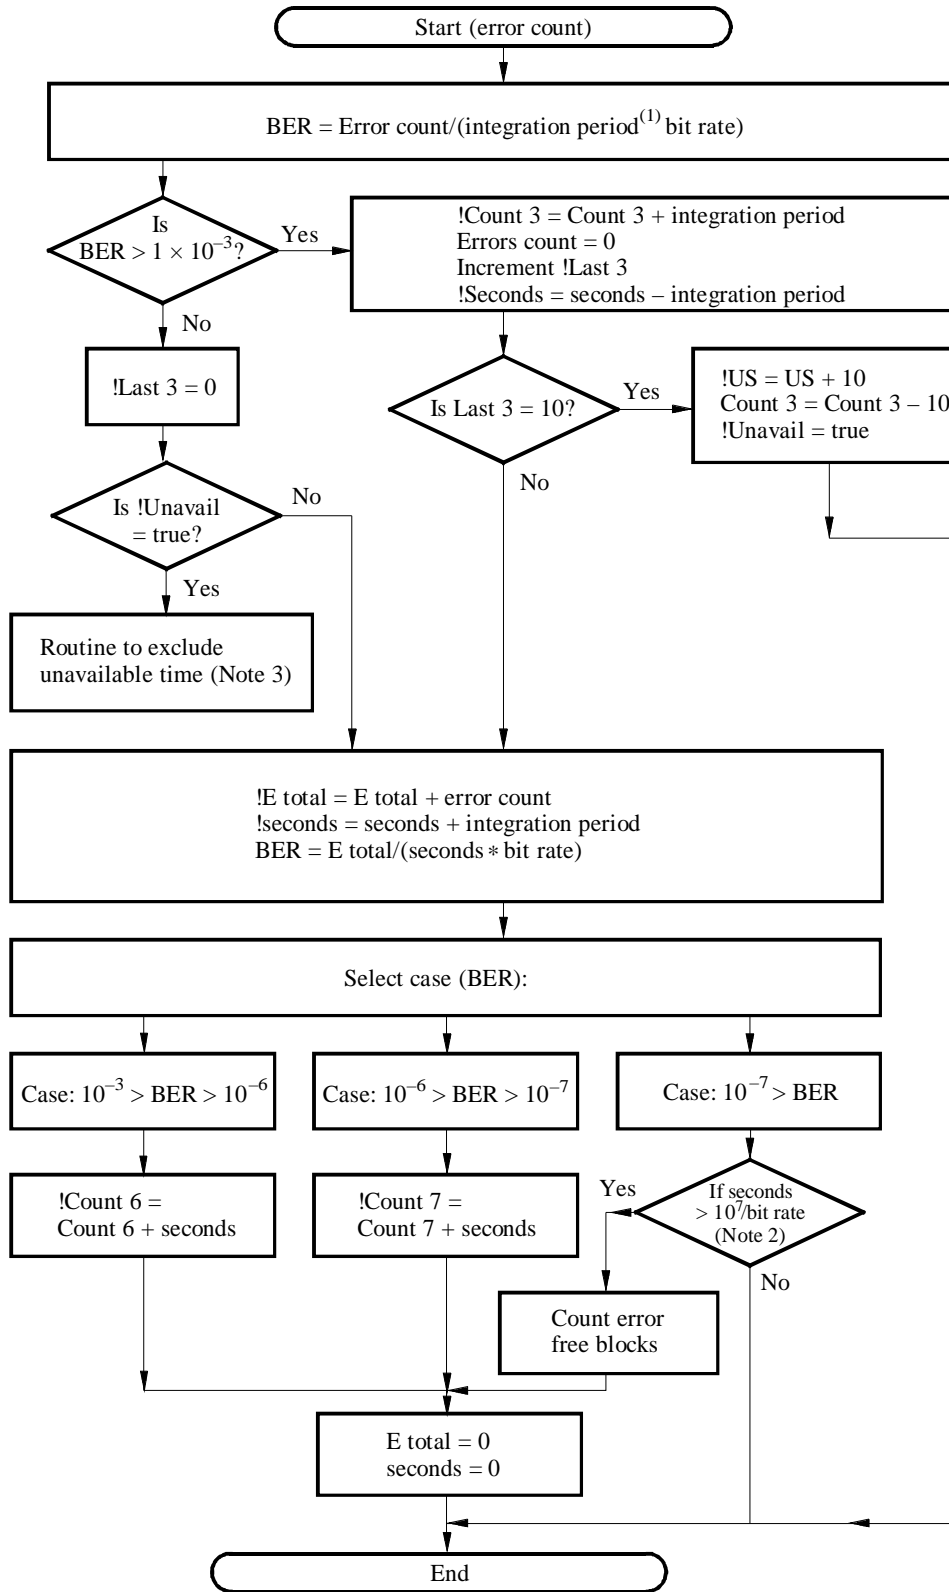 Start (error count)
BER = Error count/(integration period⁽¹⁾ bit rate)
Is
BER > 1 × 10⁻³?
Yes
No
!Count 3 = Count 3 + integration period
Errors count = 0
Increment !Last 3
!Seconds = seconds – integration period
!Last 3 = 0
Is Last 3 = 10?
Yes
No
!US = US + 10
Count 3 = Count 3 – 10
!Unavail = true
Is !Unavail
= true?
No
Yes
Routine to exclude
unavailable time (Note 3)
!E total = E total + error count
!seconds = seconds + integration period
BER = E total/(seconds * bit rate)
Select case (BER):
Case: 10⁻³ > BER > 10⁻⁶
Case: 10⁻⁶ > BER > 10⁻⁷
Case: 10⁻⁷ > BER
!Count 6 =
Count 6 + seconds
!Count 7 =
Count 7 + seconds
Yes
If seconds
> 10⁷/bit rate
(Note 2)
No
Count error
free blocks
E total = 0
seconds = 0
End